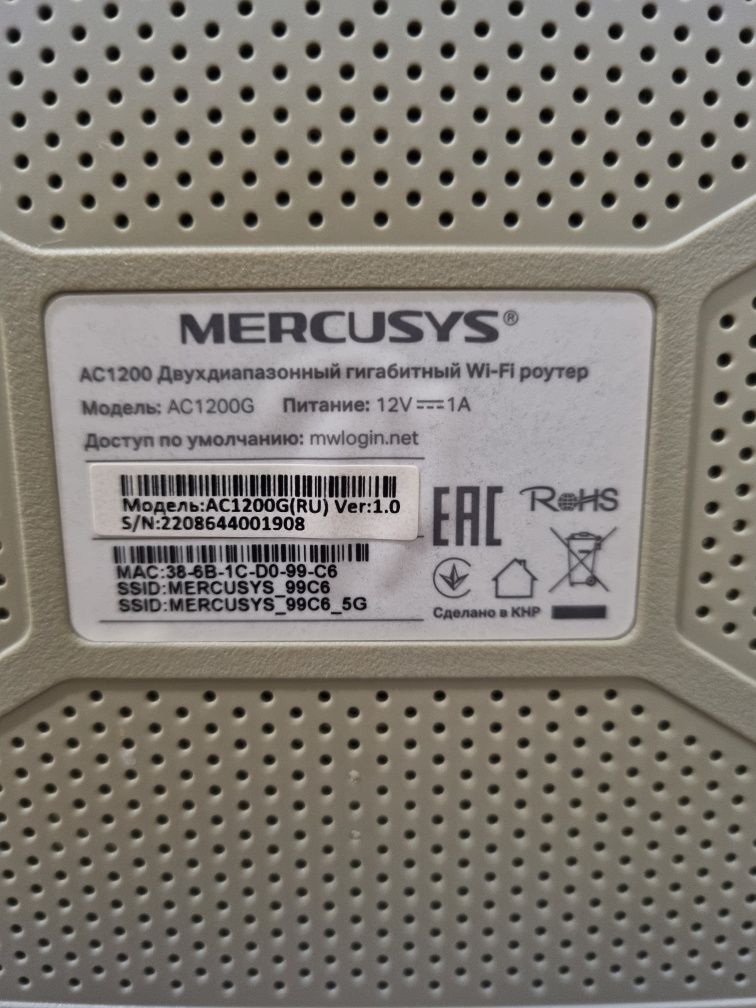 MERCUSYS®
AC1200 Двухдиапазонный гигабитный Wi-Fi роутер
Модель: AC1200G Питание: 12V⎓1A
Доступ по умолчанию: mwlogin.net
Модель:AC1200G(RU) Ver:1.0
S/N:2208644001908
MAC:38-6B-1C-D0-99-C6
SSID:MERCUSYS_99C6
SSID:MERCUSYS_99C6_5G
EAC
RoHS
Сделано в КНР